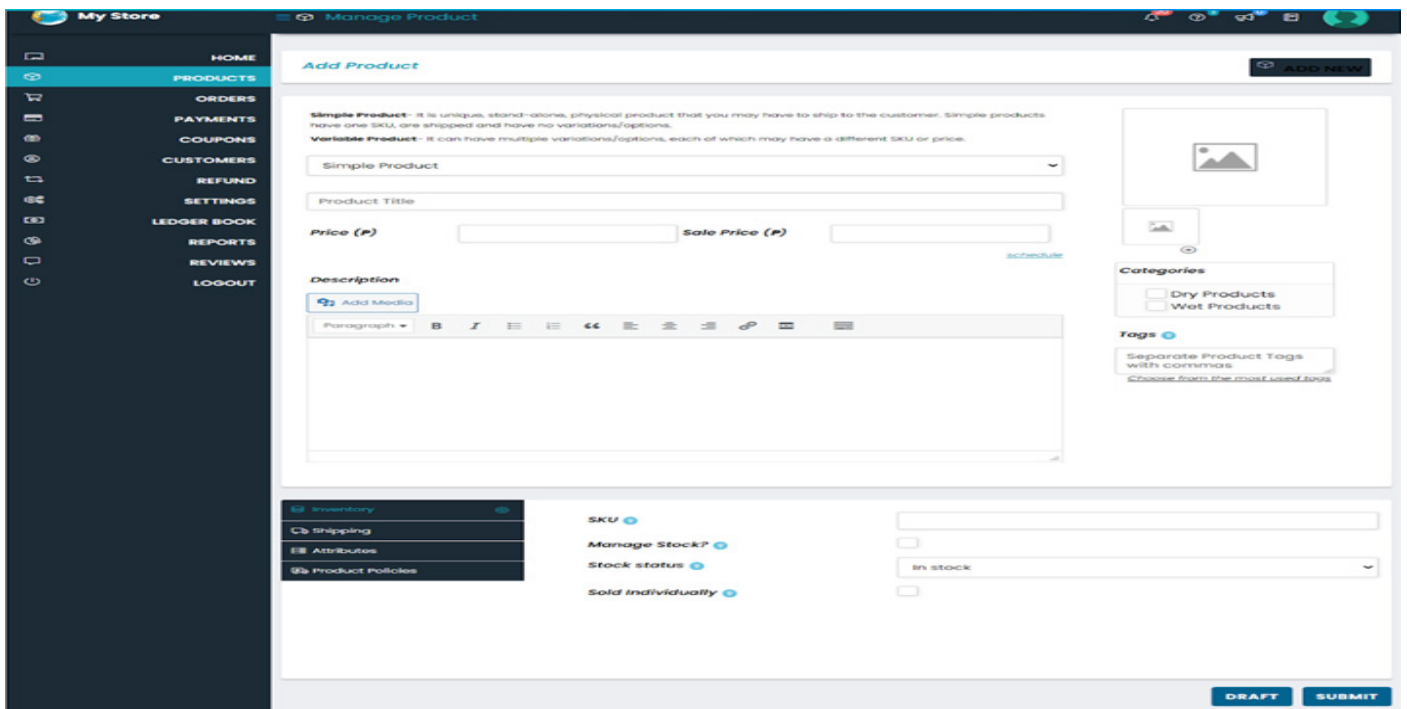 My Store
Manage Product
HOME
PRODUCTS
ORDERS
PAYMENTS
COUPONS
CUSTOMERS
REFUND
SETTINGS
LEDGER BOOK
REPORTS
REVIEWS
LOGOUT
Add Product
ADD NEW
Simple Product- It is unique, stand-alone, physical product that you may have to ship to the customer. Simple products
have one SKU, are shipped and have no variations/options.
Variable Product- It can have multiple variations/options, each of which may have a different SKU or price.
Simple Product
Product Title
Price (₱)
Sale Price (₱)
schedule
Description
Add Media
Paragraph
B I
Categories
Dry Products
Wet Products
Tags
Separate Product Tags
with commas
Choose from the most used tags
Inventory
Shipping
Attributes
Product Policies
SKU
Manage Stock?
Stock status
In stock
Sold Individually
DRAFT
SUBMIT